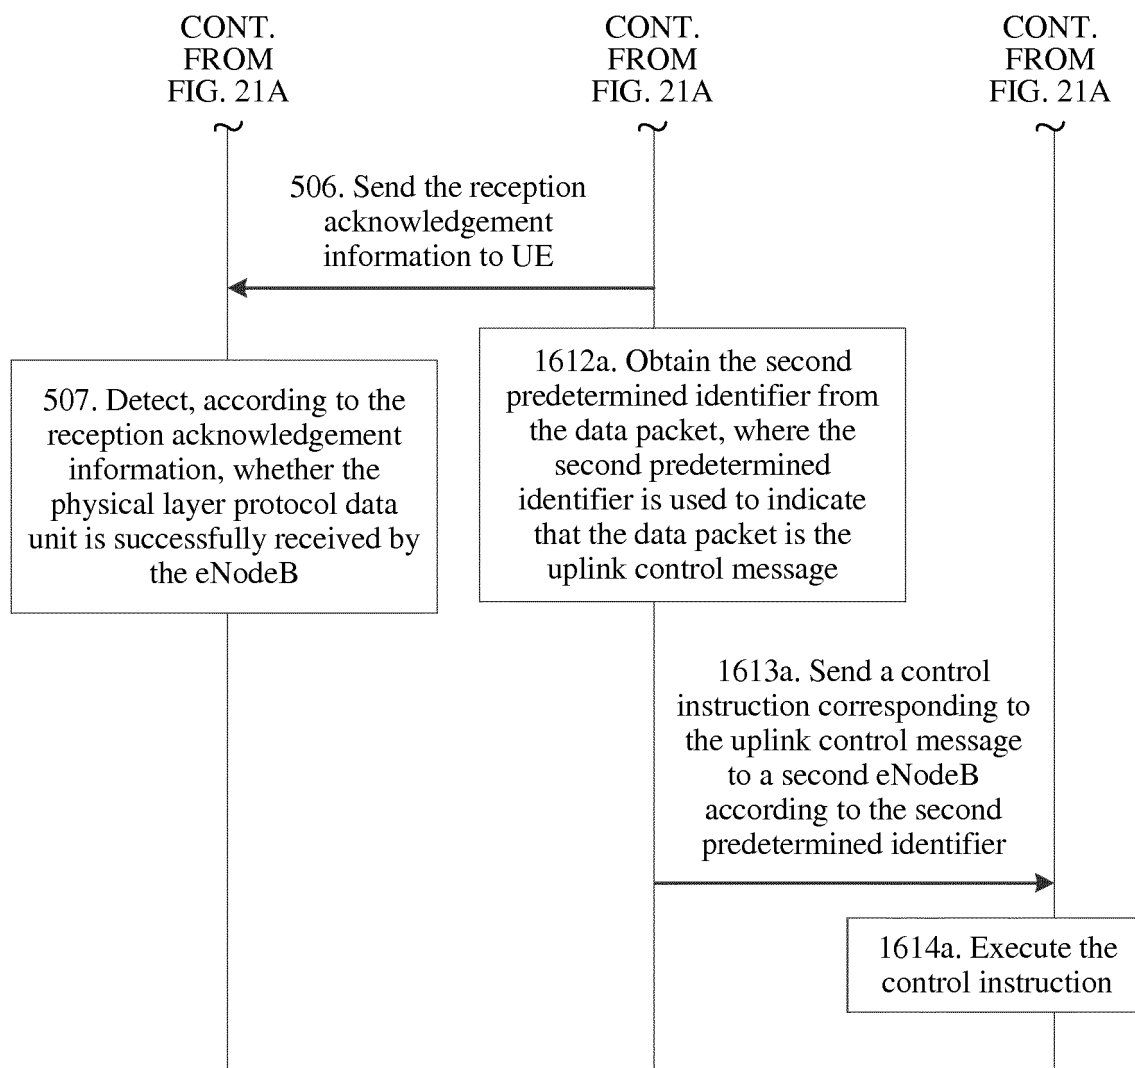 CONT.
FROM
FIG. 21A
CONT.
FROM
FIG. 21A
CONT.
FROM
FIG. 21A
506. Send the reception
acknowledgement
information to UE
507. Detect, according to the
reception acknowledgement
information, whether the
physical layer protocol data
unit is successfully received by
the eNodeB
1612a. Obtain the second
predetermined identifier from
the data packet, where the
second predetermined
identifier is used to indicate
that the data packet is the
uplink control message
1613a. Send a control
instruction corresponding to
the uplink control message
to a second eNodeB
according to the second
predetermined identifier
1614a. Execute the
control instruction